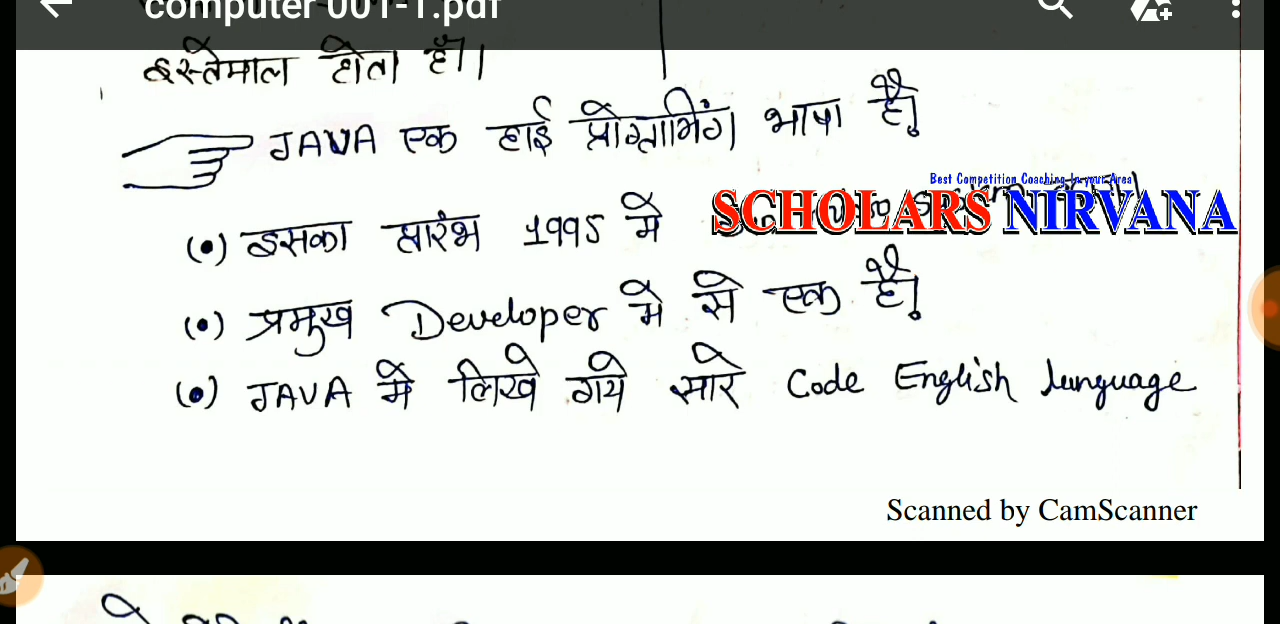 computer 001-1.pdf
इस्तेमाल होता है।
JAVA एक हाई प्रोग्रामिंग भाषा है।
Best Competition Coaching In your Area
SCHOLARS NIRVANA
(•) इसका प्रारंभ 1995 में
(•) प्रमुख Developer मे से एक है।
(•) JAVA में लिखे गये सारे Code English language
Scanned by CamScanner